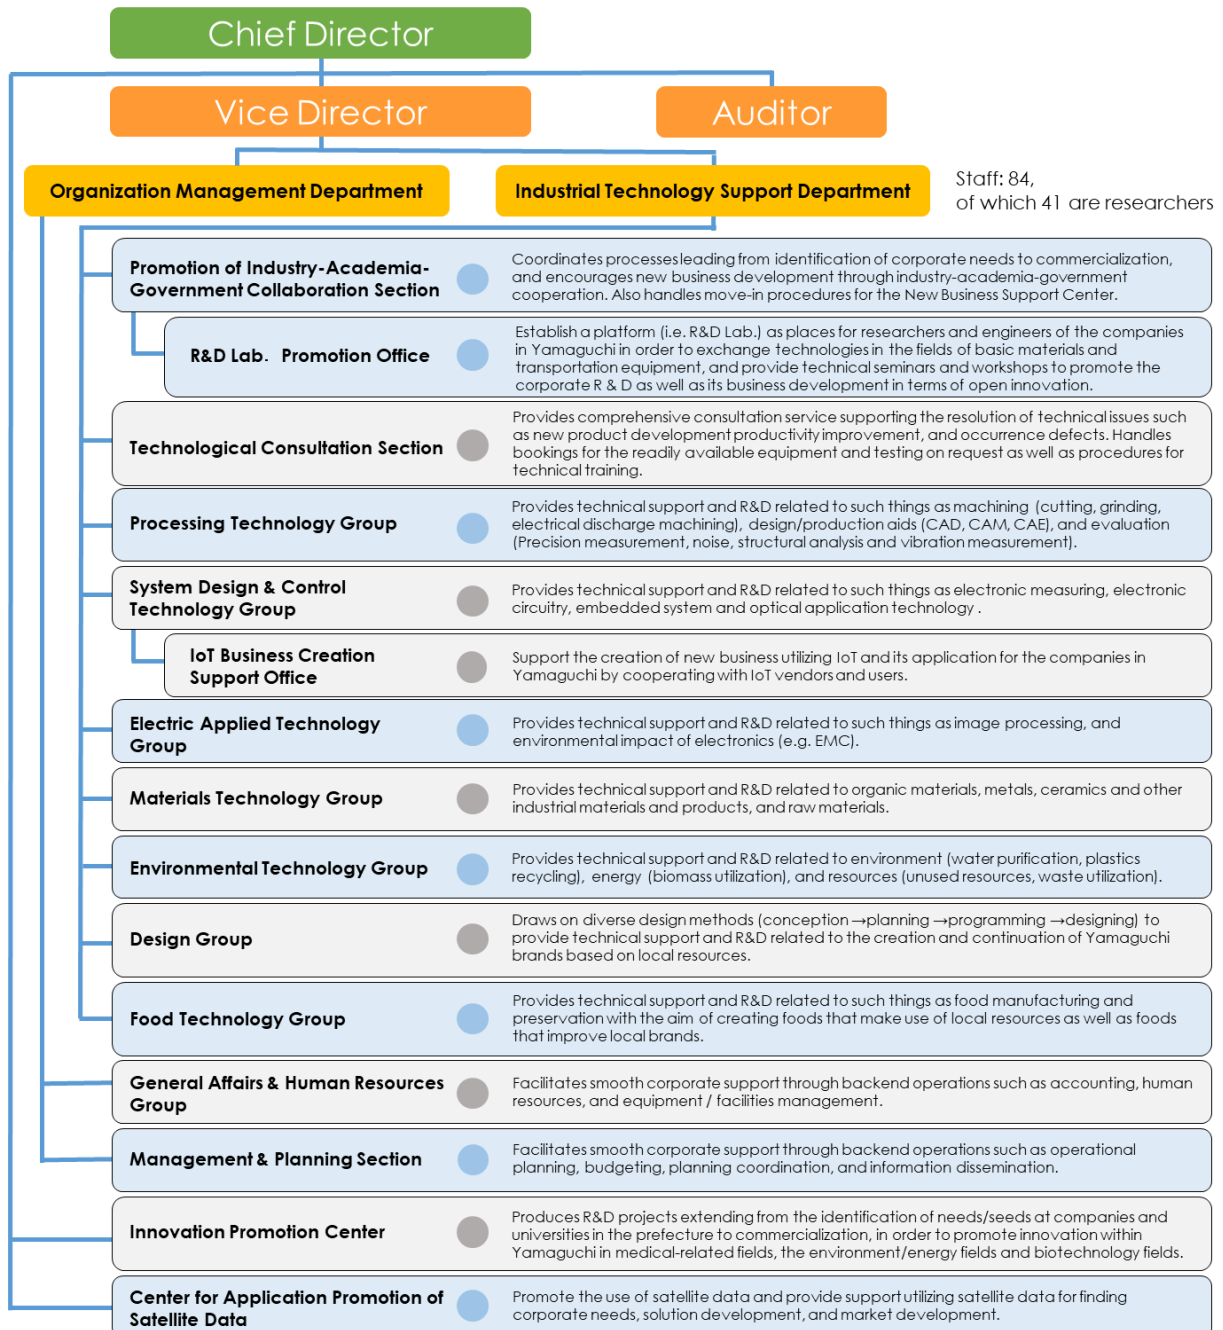 Chief Director
Vice Director
Auditor
Organization Management Department
Industrial Technology Support Department
Staff: 84,
of which 41 are researchers
Promotion of Industry-Academia-
Government Collaboration Section
Coordinates processes leading from identification of corporate needs to commercialization,
and encourages new business development through industry-academia-government
cooperation. Also handles move-in procedures for the New Business Support Center.
R&D Lab. Promotion Office
Establish a platform (i.e. R&D Lab.) as places for researchers and engineers of the companies
in Yamaguchi in order to exchange technologies in the fields of basic materials and
transportation equipment, and provide technical seminars and workshops to promote the
corporate R & D as well as its business development in terms of open innovation.
Technological Consultation Section
Provides comprehensive consultation service supporting the resolution of technical issues such
as new product development productivity improvement, and occurrence defects. Handles
bookings for the readily available equipment and testing on request as well as procedures for
technical training.
Processing Technology Group
Provides technical support and R&D related to such things as machining (cutting, grinding,
electrical discharge machining), design/production aids (CAD, CAM, CAE), and evaluation
(Precision measurement, noise, structural analysis and vibration measurement).
System Design & Control
Technology Group
Provides technical support and R&D related to such things as electronic measuring, electronic
circuitry, embedded system and optical application technology .
IoT Business Creation
Support Office
Support the creation of new business utilizing IoT and its application for the companies in
Yamaguchi by cooperating with IoT vendors and users.
Electric Applied Technology
Group
Provides technical support and R&D related to such things as image processing, and
environmental impact of electronics (e.g. EMC).
Materials Technology Group
Provides technical support and R&D related to organic materials, metals, ceramics and other
industrial materials and products, and raw materials.
Environmental Technology Group
Provides technical support and R&D related to environment (water purification, plastics
recycling), energy (biomass utilization), and resources (unused resources, waste utilization).
Design Group
Draws on diverse design methods (conception →planning →programming →designing) to
provide technical support and R&D related to the creation and continuation of Yamaguchi
brands based on local resources.
Food Technology Group
Provides technical support and R&D related to such things as food manufacturing and
preservation with the aim of creating foods that make use of local resources as well as foods
that improve local brands.
General Affairs & Human Resources
Group
Facilitates smooth corporate support through backend operations such as accounting, human
resources, and equipment / facilities management.
Management & Planning Section
Facilitates smooth corporate support through backend operations such as operational
planning, budgeting, planning coordination, and information dissemination.
Innovation Promotion Center
Produces R&D projects extending from the identification of needs/seeds at companies and
universities in the prefecture to commercialization, in order to promote innovation within
Yamaguchi in medical-related fields, the environment/energy fields and biotechnology fields.
Center for Application Promotion of
Satellite Data
Promote the use of satellite data and provide support utilizing satellite data for finding
corporate needs, solution development, and market development.